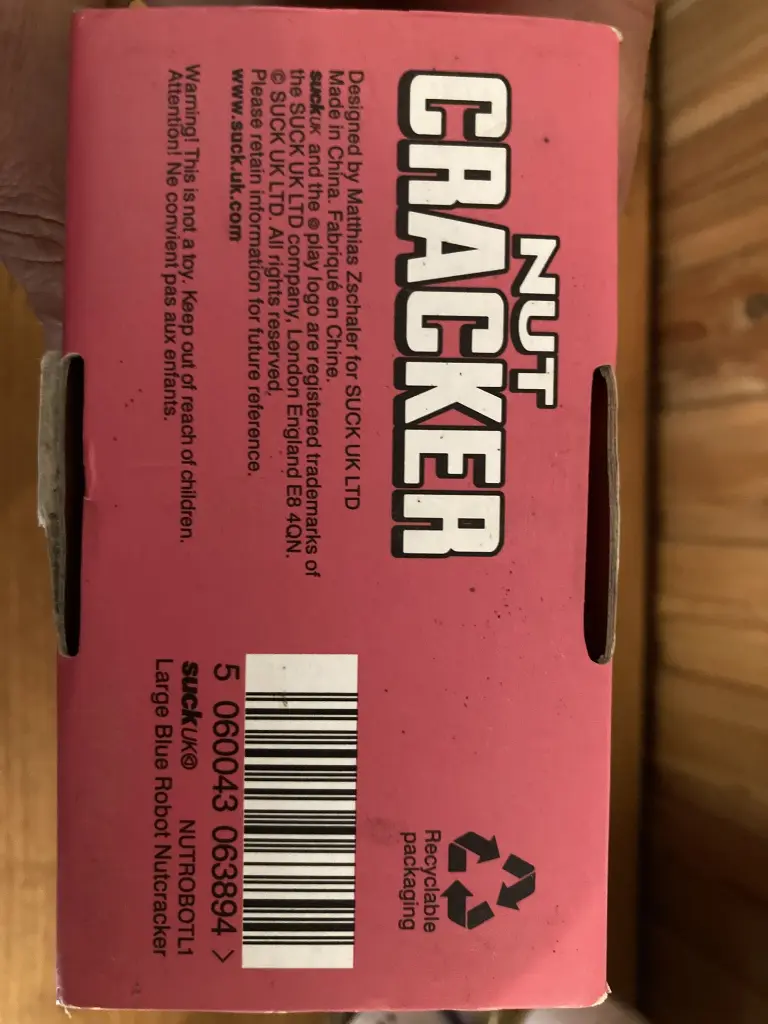 NUT
CRACKER
Designed by Matthias Zschaler for SUCK UK LTD
Made in China. Fabriqué en Chine.
suckUK and the play logo are registered trademarks of
the SUCK UK LTD company, London England E8 4QN.
© SUCK UK LTD. All rights reserved,
Please retain information for future reference.
www.suck.uk.com
Warning! This is not a toy. Keep out of reach of children.
Attention! Ne convient pas aux enfants.
Recyclable
packaging
5 060043 063894 >
suckUK NUTROBOTL1
Large Blue Robot Nutcracker